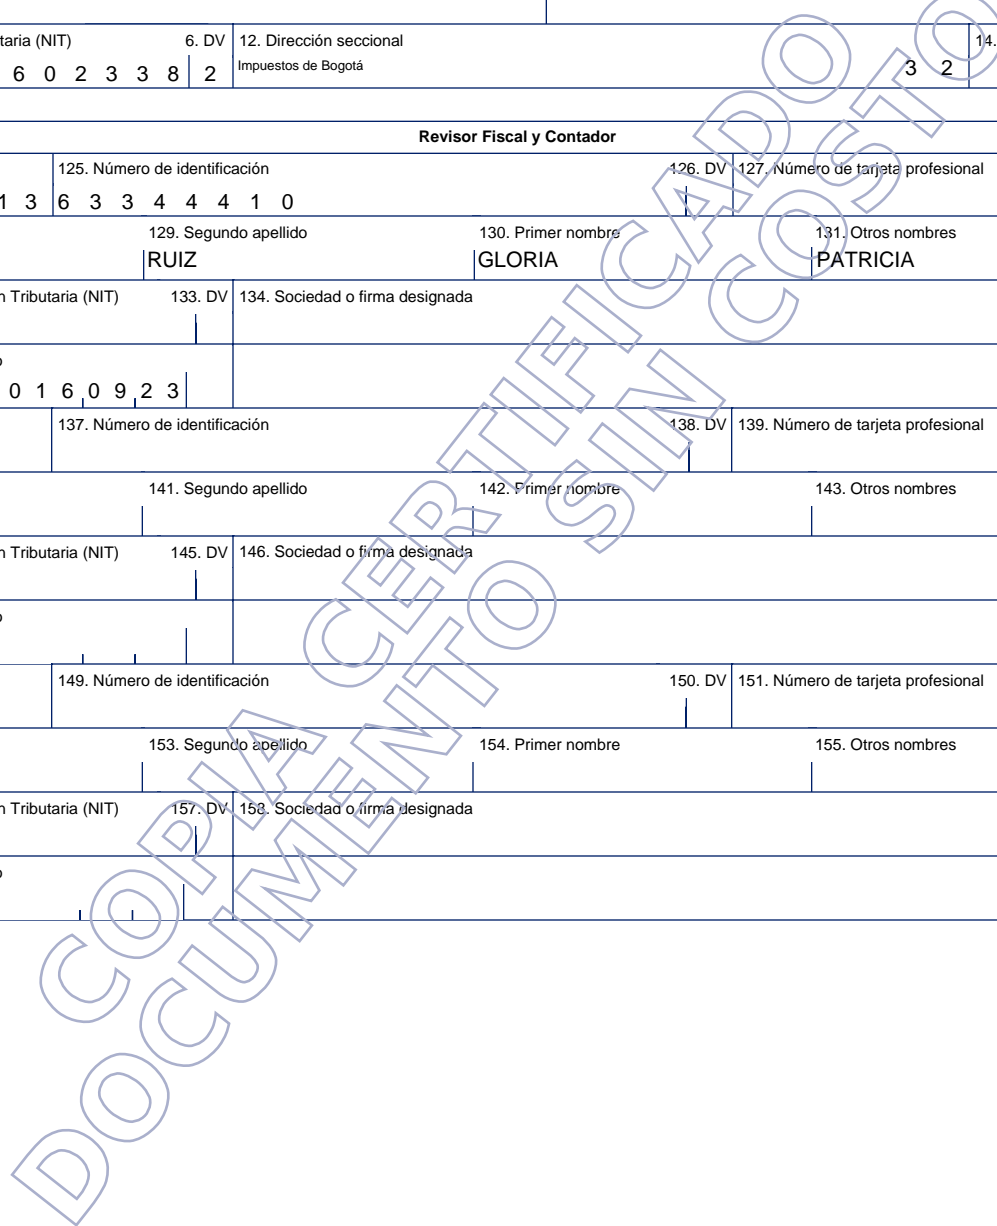 taria (NIT) 6. DV 12. Dirección seccional 14.
6 0 2 3 3 8 2 Impuestos de Bogotá 3 2
Revisor Fiscal y Contador
125. Número de identificación 126. DV 127. Número de tarjeta profesional
1 3 6 3 3 4 4 4 1 0
129. Segundo apellido 130. Primer nombre 131. Otros nombres
RUIZ GLORIA PATRICIA
n Tributaria (NIT) 133. DV 134. Sociedad o firma designada
o
0 1 6 0 9 2 3
137. Número de identificación 138. DV 139. Número de tarjeta profesional
141. Segundo apellido 142. Primer nombre 143. Otros nombres
n Tributaria (NIT) 145. DV 146. Sociedad o firma designada
o
149. Número de identificación 150. DV 151. Número de tarjeta profesional
153. Segundo apellido 154. Primer nombre 155. Otros nombres
n Tributaria (NIT) 157. DV 158. Sociedad o firma designada
o
COPIA CERTIFICADO
DOCUMENTO SIN COSTO